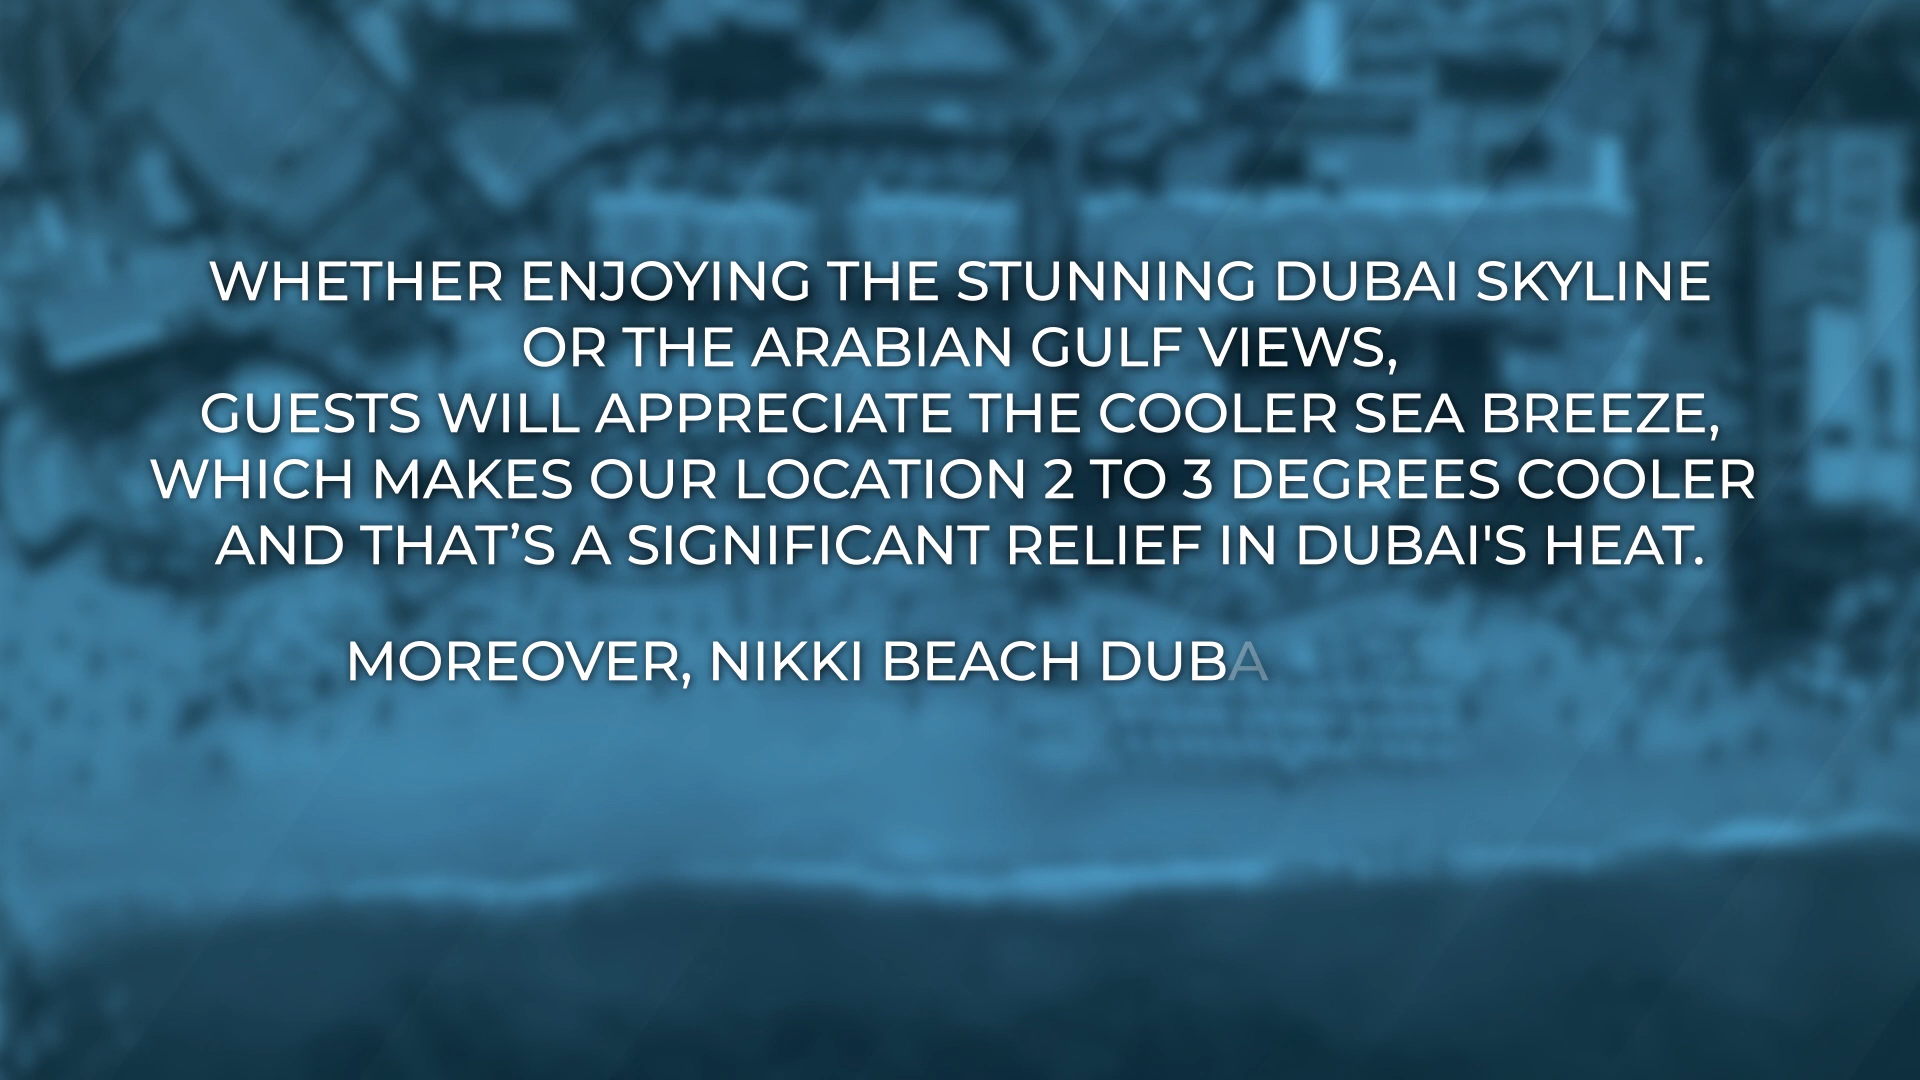 WHETHER ENJOYING THE STUNNING DUBAI SKYLINE
OR THE ARABIAN GULF VIEWS,
GUESTS WILL APPRECIATE THE COOLER SEA BREEZE,
WHICH MAKES OUR LOCATION 2 TO 3 DEGREES COOLER
AND THAT’S A SIGNIFICANT RELIEF IN DUBAI'S HEAT.
MOREOVER, NIKKI BEACH DUBA